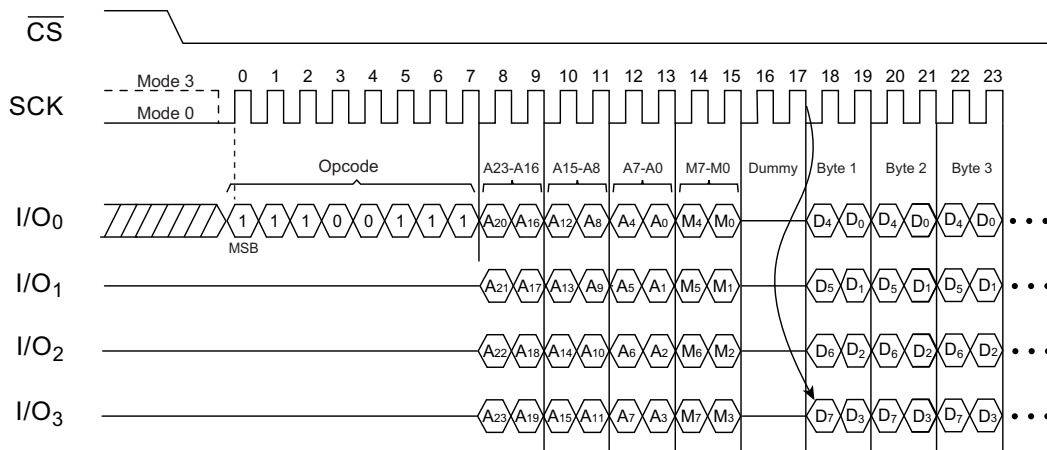 CS
0 1 2 3 4 5 6 7 8 9 10 11 12 13 14 15 16 17 18 19 20 21 22 23
Mode 3
SCK
Mode 0
Opcode A23-A16 A15-A8 A7-A0 M7-M0 Dummy Byte 1 Byte 2 Byte 3
I/O0 1 1 1 0 0 1 1 1 A20 A16 A12 A8 A4 A0 M4 M0 D4 D0 D4 D0 D4 D0 • • •
MSB
I/O1 A21 A17 A13 A9 A5 A1 M5 M1 D5 D1 D5 D1 D5 D1 • • •
I/O2 A22 A18 A14 A10 A6 A2 M6 M2 D6 D2 D6 D2 D6 D2 • • •
I/O3 A23 A19 A15 A11 A7 A3 M7 M3 D7 D3 D7 D3 D7 D3 • • •